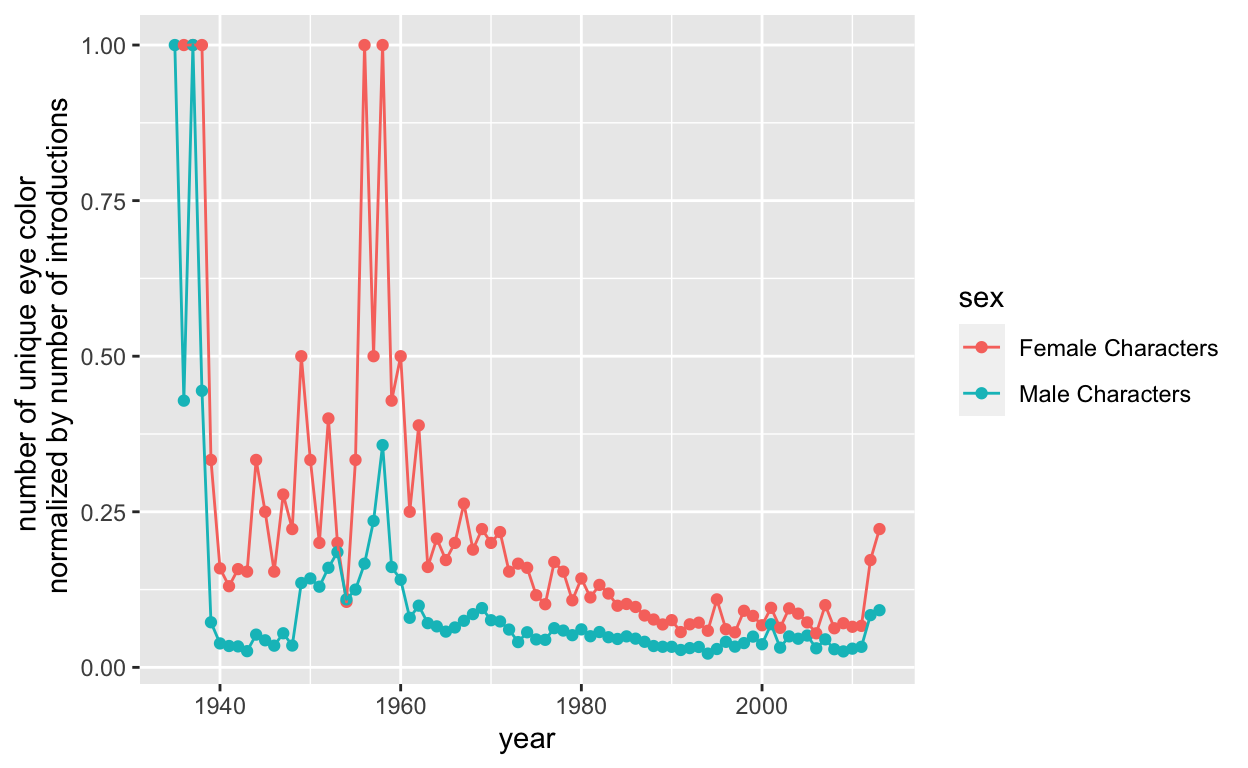 number of unique eye color
normalized by number of introductions
1.00
0.75
0.50
0.25
0.00
1940
1960
1980
2000
year
sex
Female Characters
Male Characters